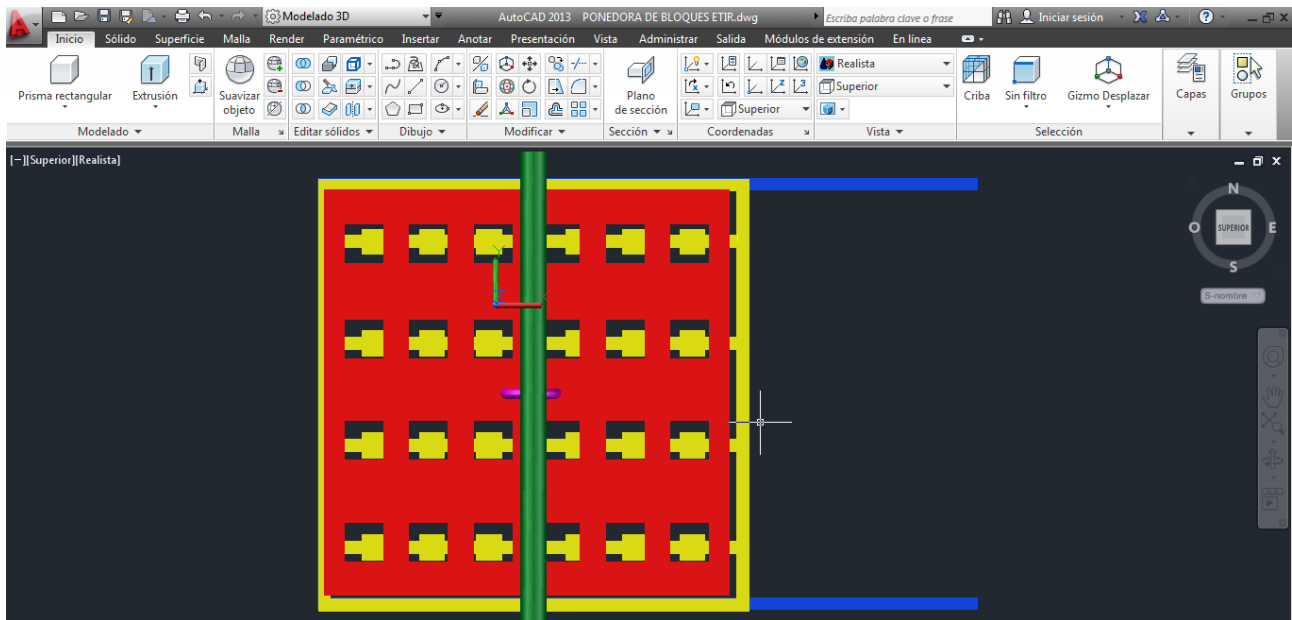 Modelado 3D AutoCAD 2013 PONEDORA DE BLOQUES ETIR.dwg Escriba palabra clave o frase Iniciar sesión
Inicio Sólido Superficie Malla Render Paramétrico Insertar Anotar Presentación Vista Administrar Salida Módulos de extensión En línea
Realista
Prisma rectangular Extrusión Suavizar objeto Plano de sección Superior Criba Sin filtro Gizmo Desplazar Capas Grupos
Superior
Modelado Malla Editar sólidos Dibujo Modificar Sección Coordenadas Vista Selección
[−][Superior][Realista]
N
O SUPERIOR E
S
S-nombre
Y
X